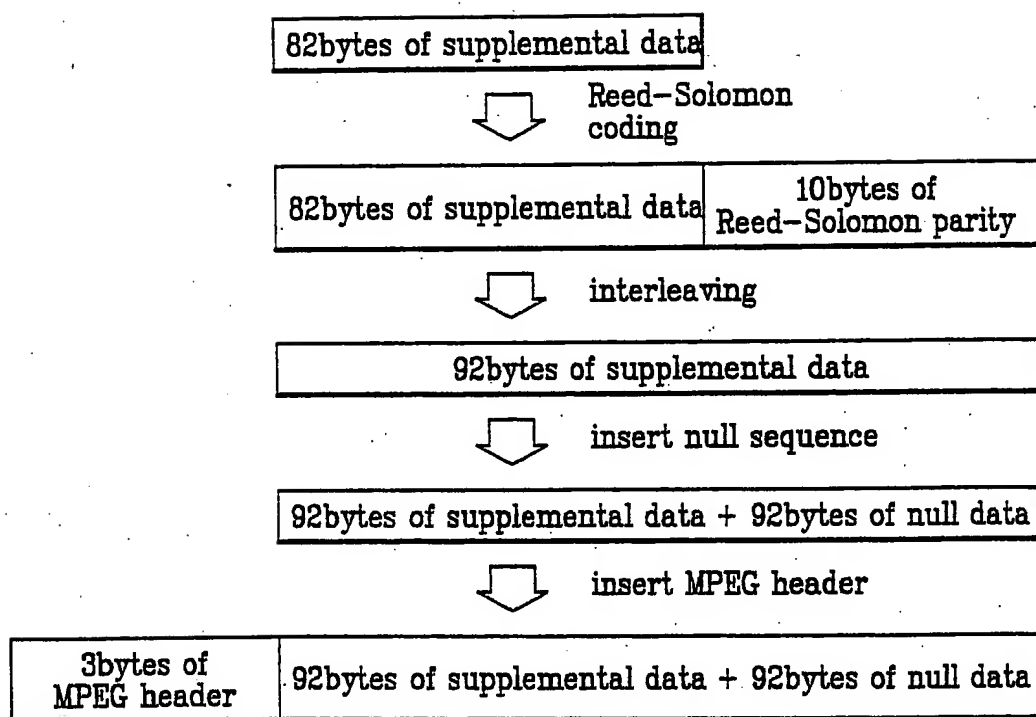 82bytes of supplemental data
Reed-Solomon
coding
82bytes of supplemental data
10bytes of
Reed-Solomon parity
interleaving
92bytes of supplemental data
insert null sequence
92bytes of supplemental data + 92bytes of null data
insert MPEG header
3bytes of
MPEG header
92bytes of supplemental data + 92bytes of null data